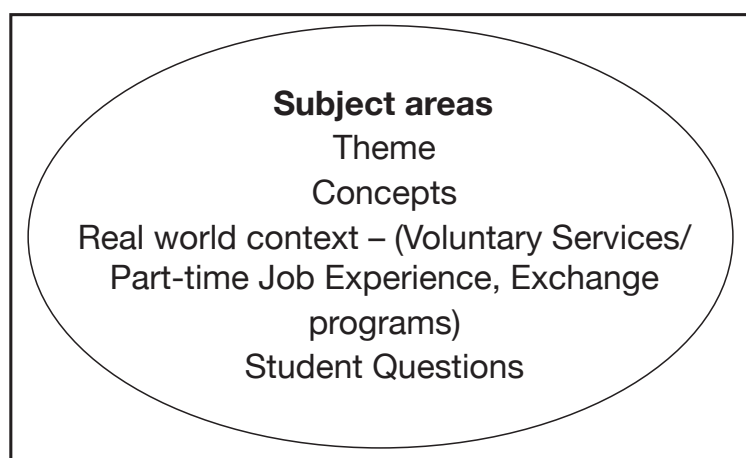 Subject areas
Theme
Concepts
Real world context – (Voluntary Services/
Part-time Job Experience, Exchange
programs)
Student Questions